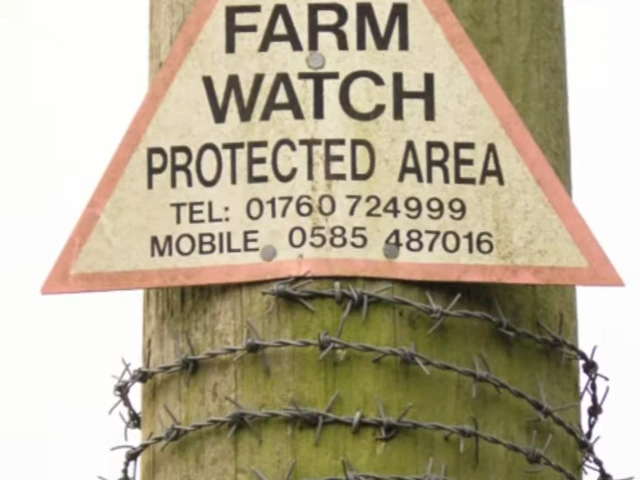 FARM
WATCH
PROTECTED AREA
TEL: 01760 724999
MOBILE 0585 487016